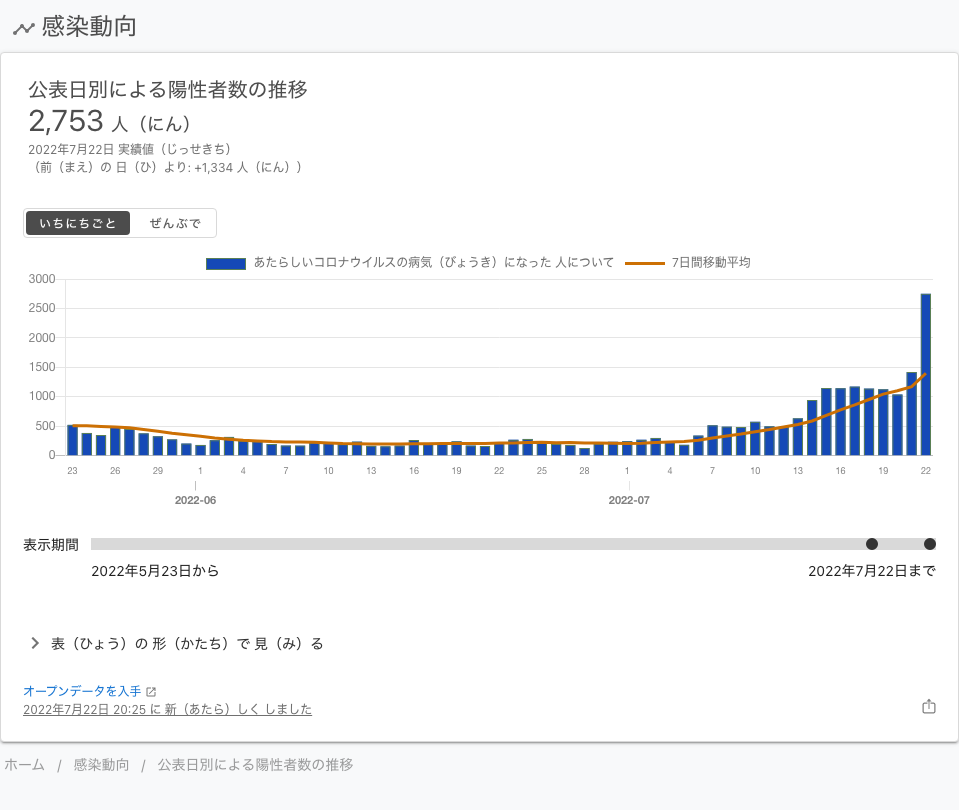 感染動向
公表日別による陽性者数の推移
2,753 人（にん）
2022年7月22日 実績値（じっせきち）
（前（まえ）の 日（ひ）より: +1,334 人（にん））
いちにちごと ぜんぶで
あたらしいコロナウイルスの病気（びょうき）になった 人について 7日間移動平均
3000
2500
2000
1500
1000
500
0
23 26 29 1 4 7 10 13 16 19 22 25 28 1 4 7 10 13 16 19 22
2022-06 2022-07
表示期間
2022年5月23日から 2022年7月22日まで
表（ひょう）の 形（かたち）で 見（み）る
オープンデータを入手
2022年7月22日 20:25 に 新（あたら）しく しました
ホーム / 感染動向 / 公表日別による陽性者数の推移